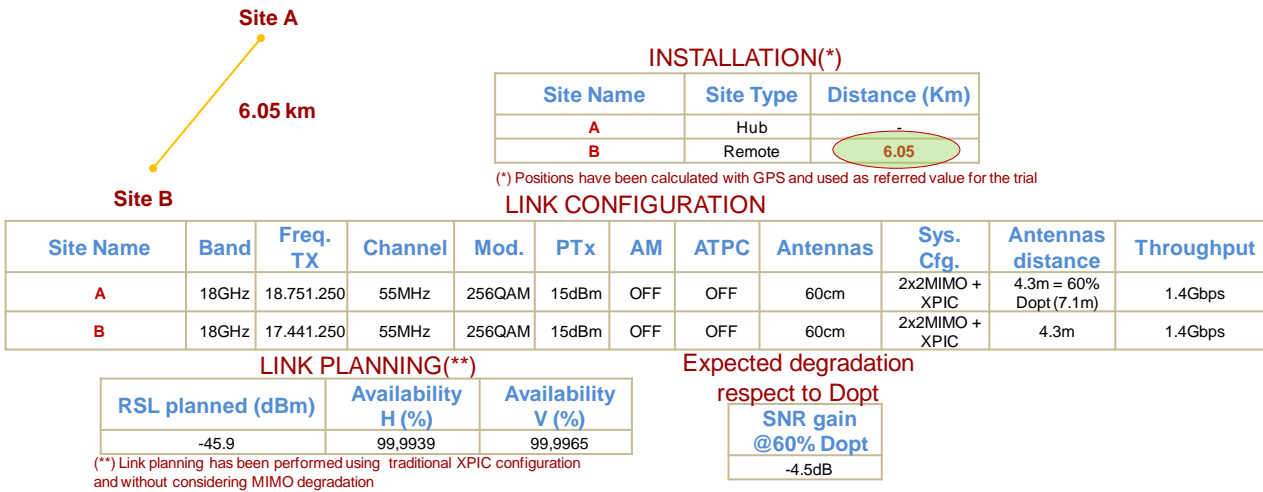 Site A
6.05 km
Site B
INSTALLATION(*)
Site Name Site Type Distance (Km)
A Hub -
B Remote 6.05
(*) Positions have been calculated with GPS and used as referred value for the trial
LINK CONFIGURATION
Site Name Band Freq. TX Channel Mod. PTx AM ATPC Antennas Sys. Cfg. Antennas distance Throughput
A 18GHz 18.751.250 55MHz 256QAM 15dBm OFF OFF 60cm 2x2MIMO + XPIC 4.3m = 60% Dopt (7.1m) 1.4Gbps
B 18GHz 17.441.250 55MHz 256QAM 15dBm OFF OFF 60cm 2x2MIMO + XPIC 4.3m 1.4Gbps
LINK PLANNING(**)
RSL planned (dBm) Availability H (%) Availability V (%)
-45.9 99,9939 99,9965
(**) Link planning has been performed using traditional XPIC configuration
and without considering MIMO degradation
Expected degradation
respect to Dopt
SNR gain
@60% Dopt
-4.5dB